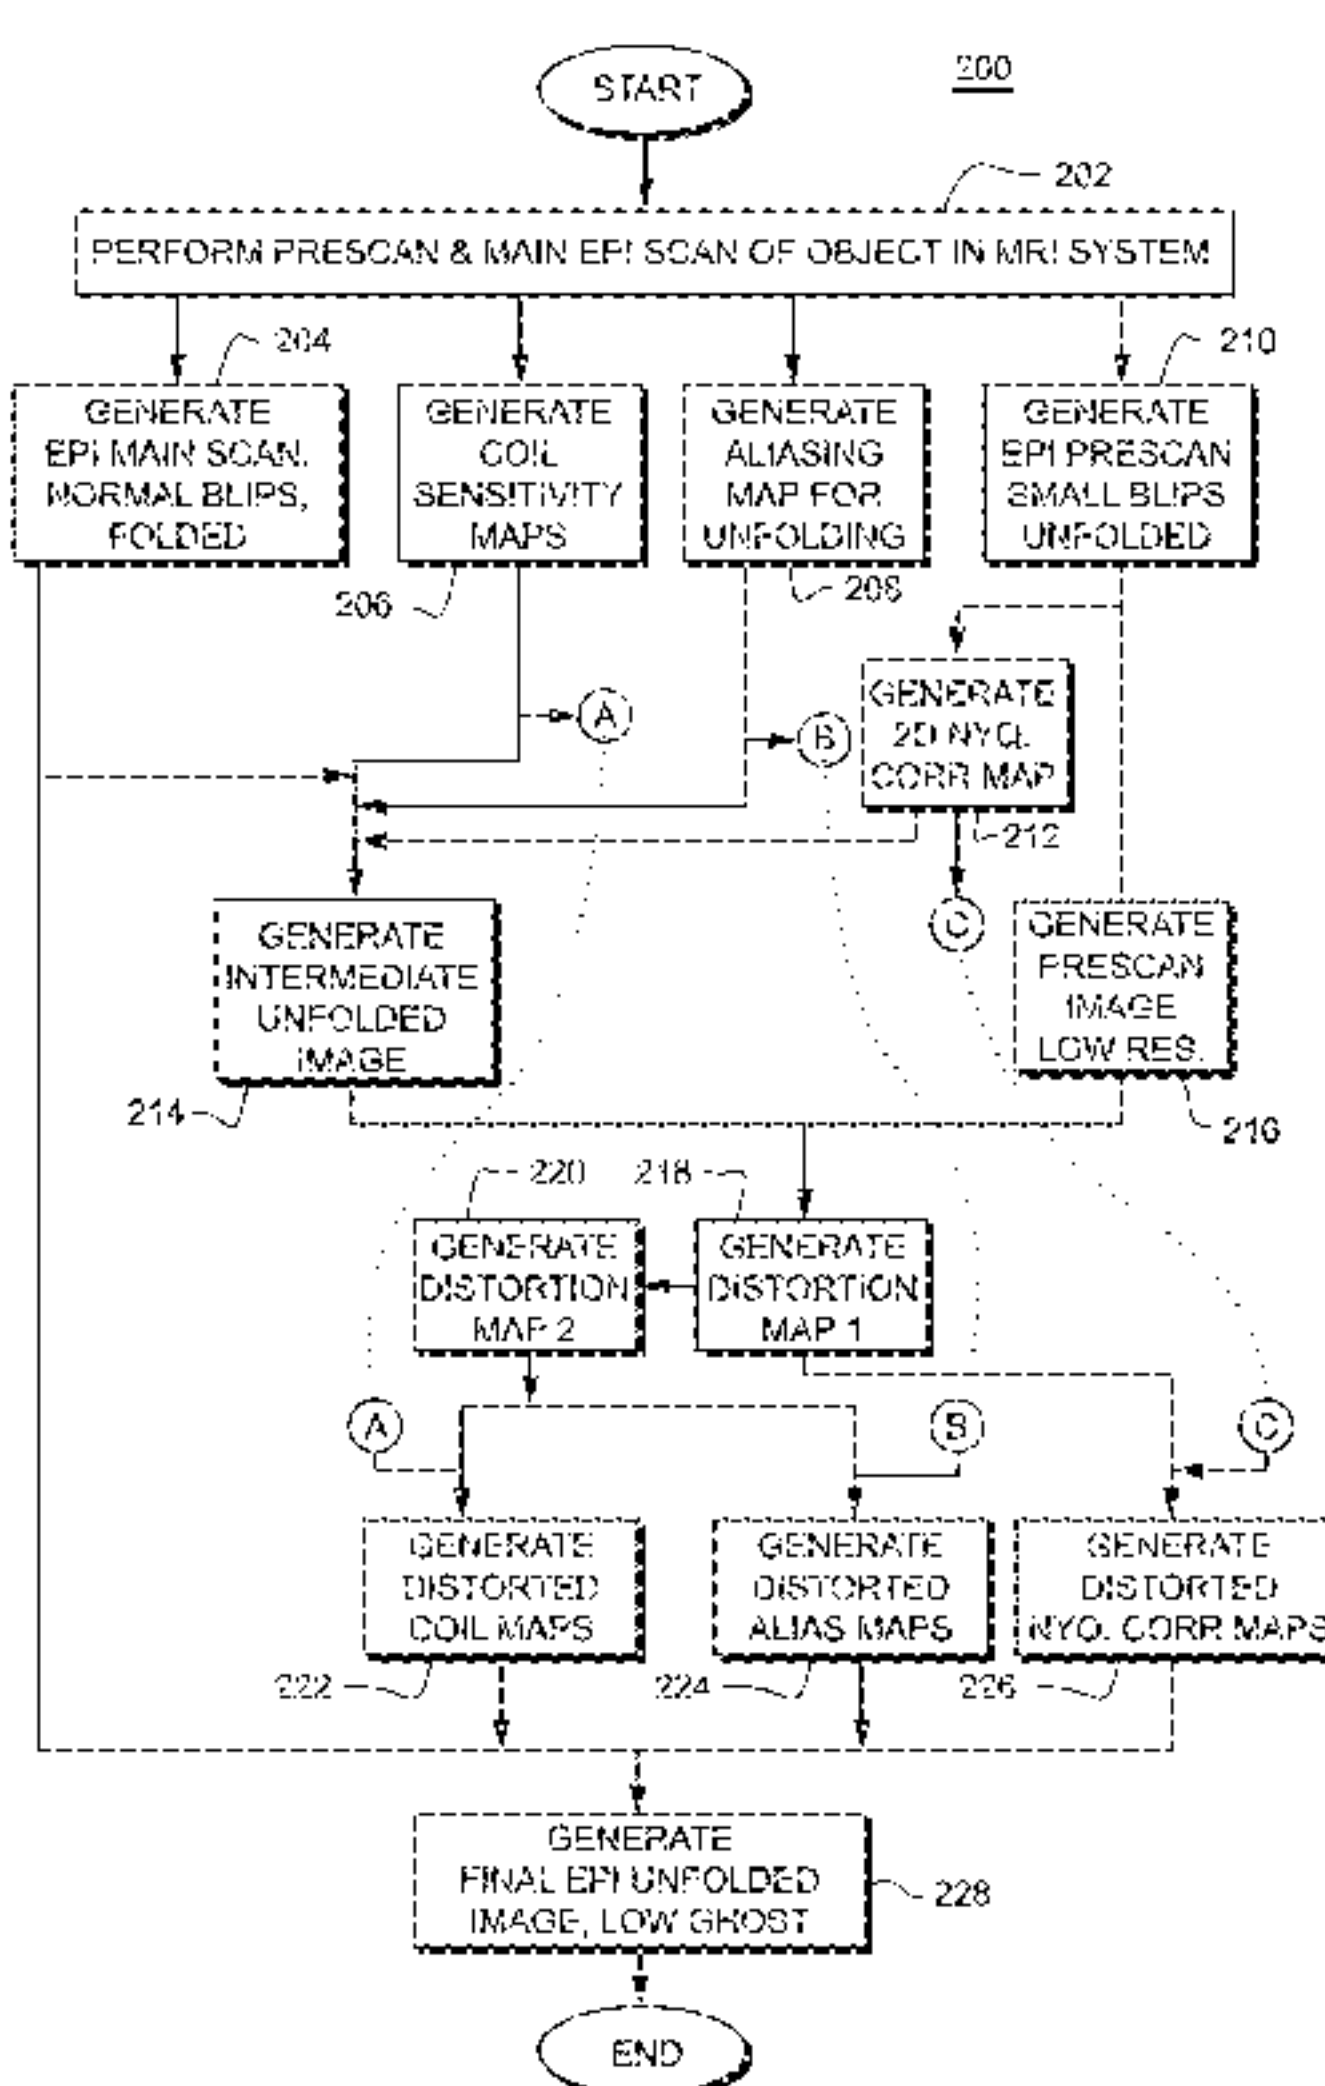 START
200
202
PERFORM PRESCAN & MAIN EPI SCAN OF OBJECT IN MRI SYSTEM
204
GENERATE
EPI MAIN SCAN,
NORMAL BLIPS,
FOLDED
GENERATE
COIL
SENSITIVITY
MAPS
206
GENERATE
ALIASING
MAP FOR
UNFOLDING
208
210
GENERATE
EPI PRESCAN
SMALL BLIPS
UNFOLDED
A
B
GENERATE
2D NYQ.
CORR MAP
212
C
GENERATE
INTERMEDIATE
UNFOLDED
IMAGE
214
GENERATE
PRESCAN
IMAGE
LOW RES.
216
220
GENERATE
DISTORTION
MAP 2
218
GENERATE
DISTORTION
MAP 1
A
B
C
GENERATE
DISTORTED
COIL MAPS
222
GENERATE
DISTORTED
ALIAS MAPS
224
GENERATE
DISTORTED
NYQ. CORR MAPS
226
GENERATE
FINAL EPI UNFOLDED
IMAGE, LOW GHOST
228
END